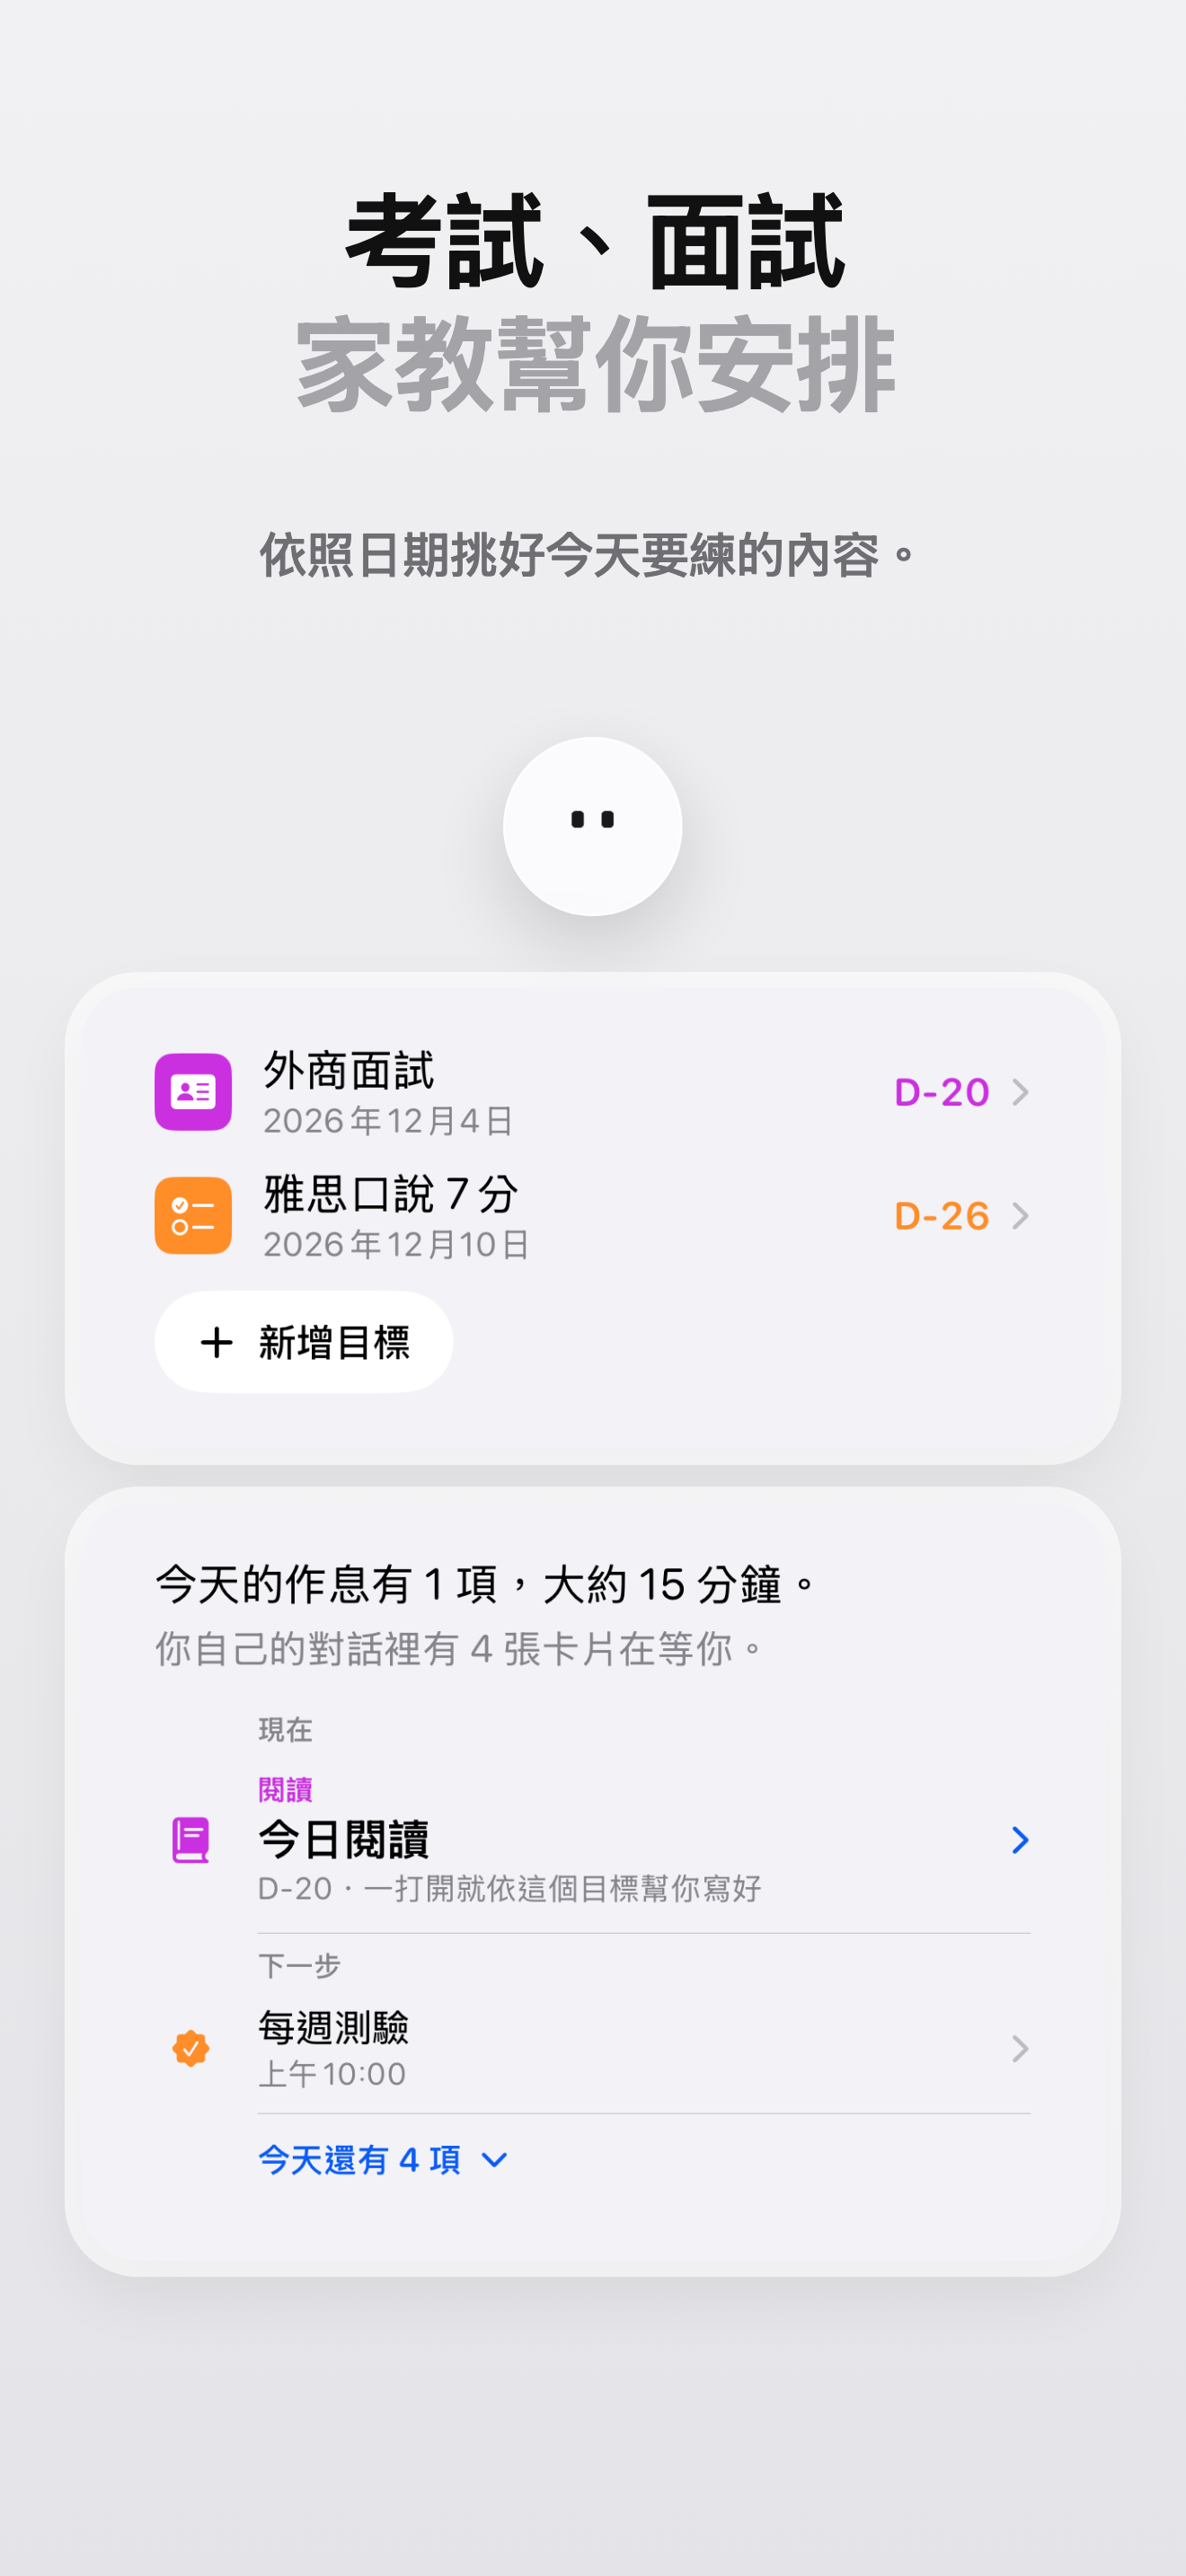 考試、面試
家教幫你安排
依照日期挑好今天要練的內容。
外商面試
2026年12月4日
D-20
雅思口說 7 分
2026年12月10日
D-26
新增目標
今天的作息有 1 項，大約 15 分鐘。
你自己的對話裡有 4 張卡片在等你。
現在
閱讀
今日閱讀
D-20 · 一打開就依這個目標幫你寫好
下一步
每週測驗
上午10:00
今天還有 4 項